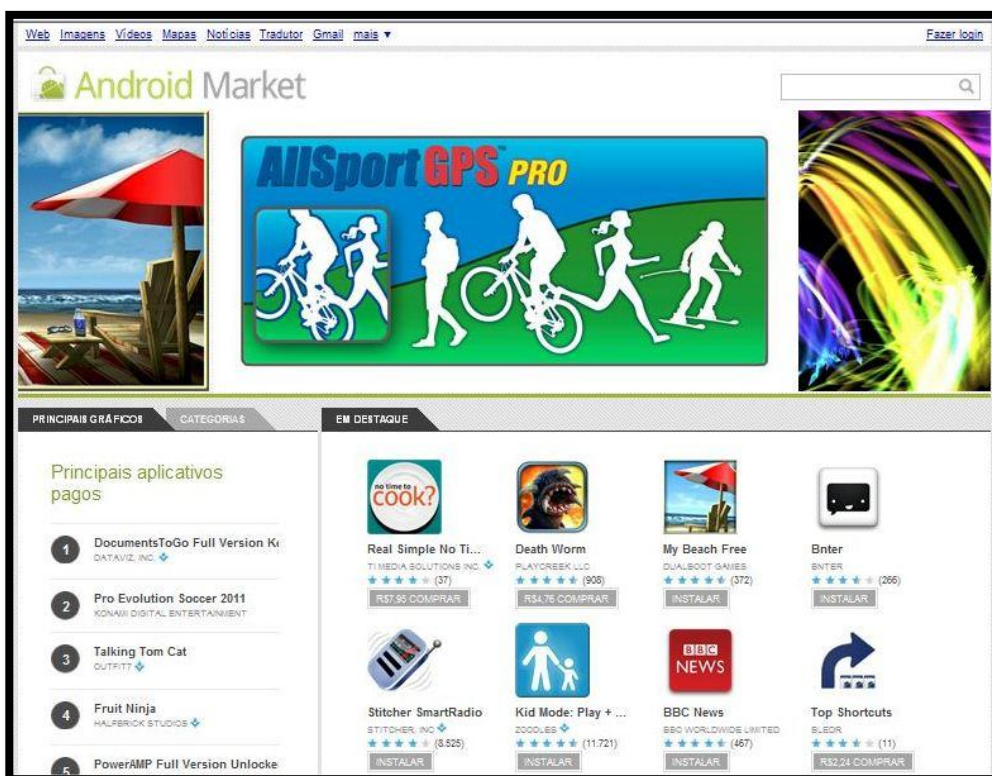 Web Imagens Vídeos Mapas Notícias Tradutor Gmail mais ▼
Fazer login
Android Market
AllSport GPS™ PRO
PRINCIPAIS GRÁFICOS
CATEGORIAS
EM DESTAQUE
Principais aplicativos
pagos
1
DocumentsToGo Full Version Ke
DATAVIZ, INC.
2
Pro Evolution Soccer 2011
KONAMI DIGITAL ENTERTAINMENT
3
Talking Tom Cat
OUTFIT7
4
Fruit Ninja
HALFBRICK STUDIOS
5
PowerAMP Full Version Unlocke
no time to
cook?
Real Simple No Ti...
TI MEDIA SOLUTIONS INC.
(37)
R$7,95 COMPRAR
Death Worm
PLAYCREEK LLC
(908)
R$4,76 COMPRAR
My Beach Free
DUALBOOT GAMES
(372)
INSTALAR
Bnter
BNTER
(266)
INSTALAR
Stitcher SmartRadio
STITCHER, INC
(8.525)
INSTALAR
Kid Mode: Play + ...
ZOODLES
(11.721)
INSTALAR
BBC
NEWS
BBC News
BBC WORLDWIDE LIMITED
(467)
INSTALAR
Top Shortcuts
BLEDR
(11)
R$2,24 COMPRAR